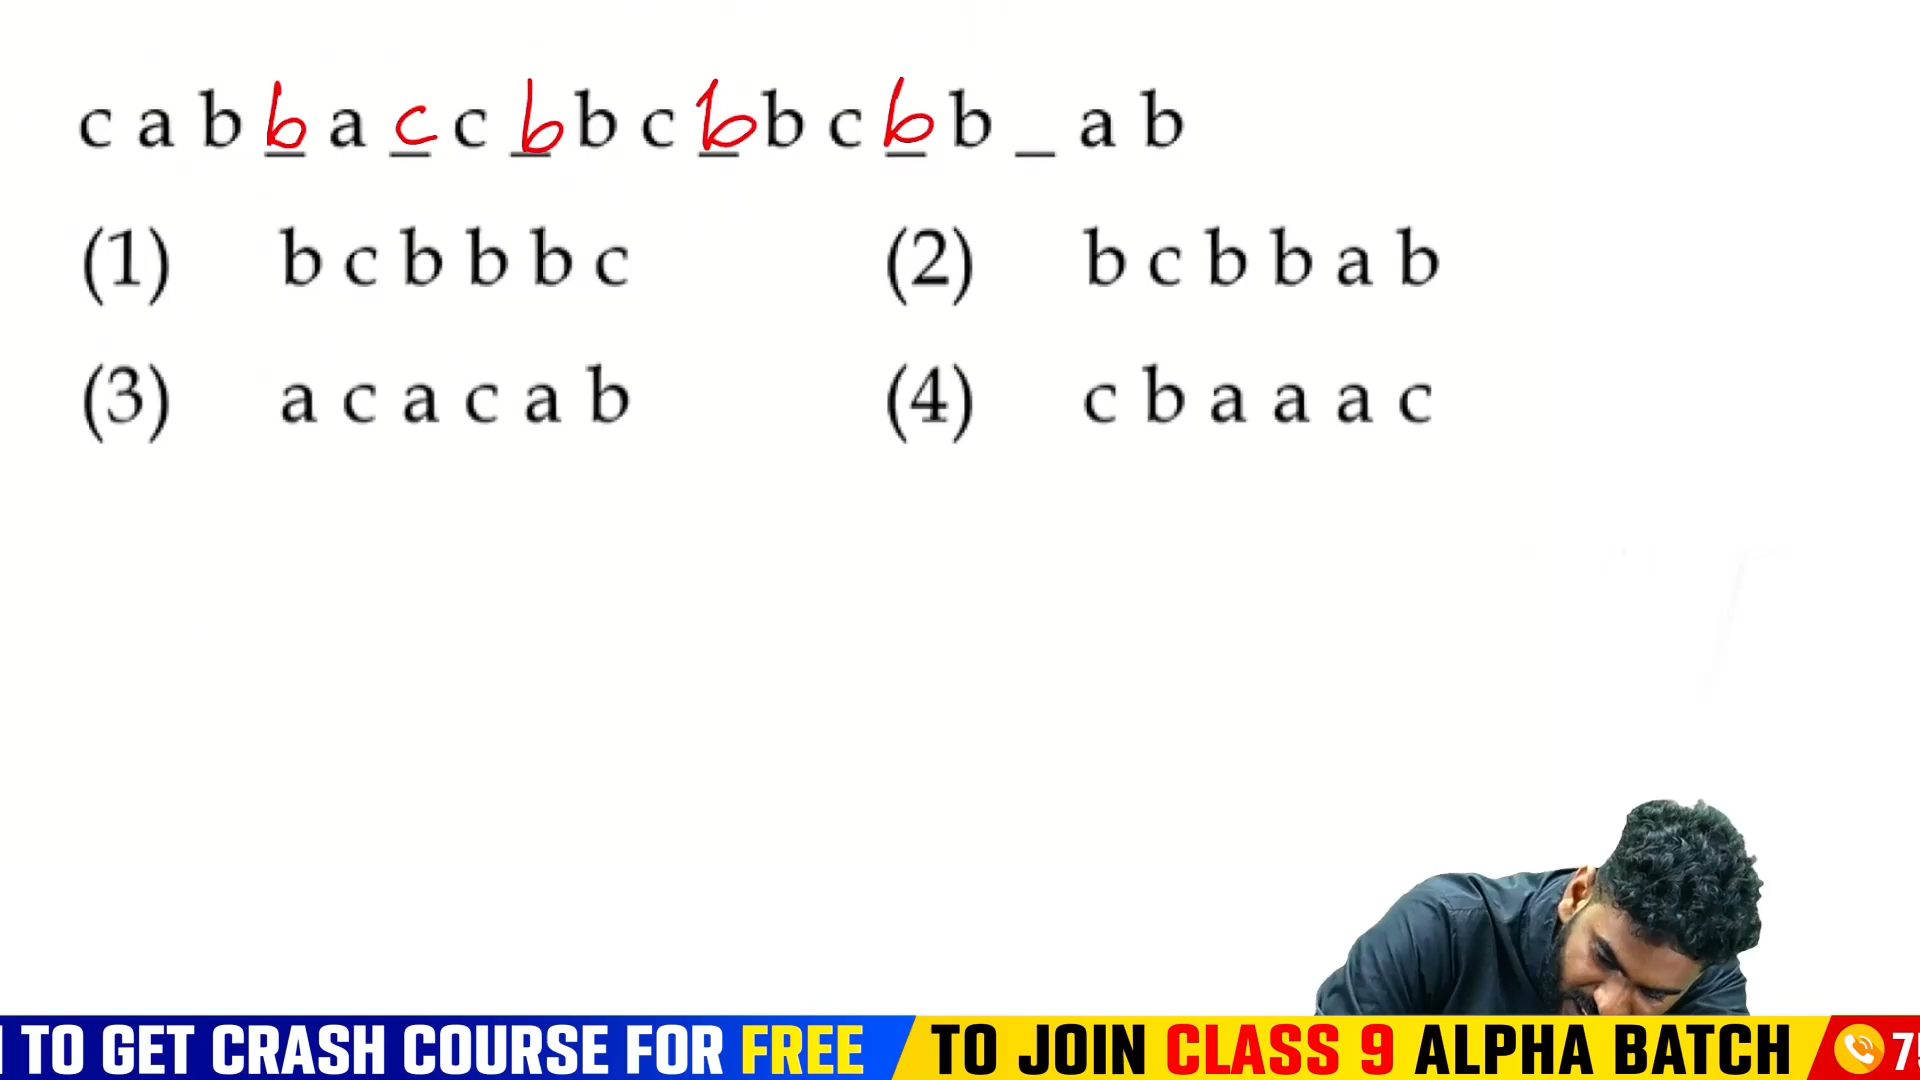 c a b b a c c b b c b b c b b _ a b
(1) b c b b b c (2) b c b b a b
(3) a c a c a b (4) c b a a a c
TO GET CRASH COURSE FOR FREE TO JOIN CLASS 9 ALPHA BATCH